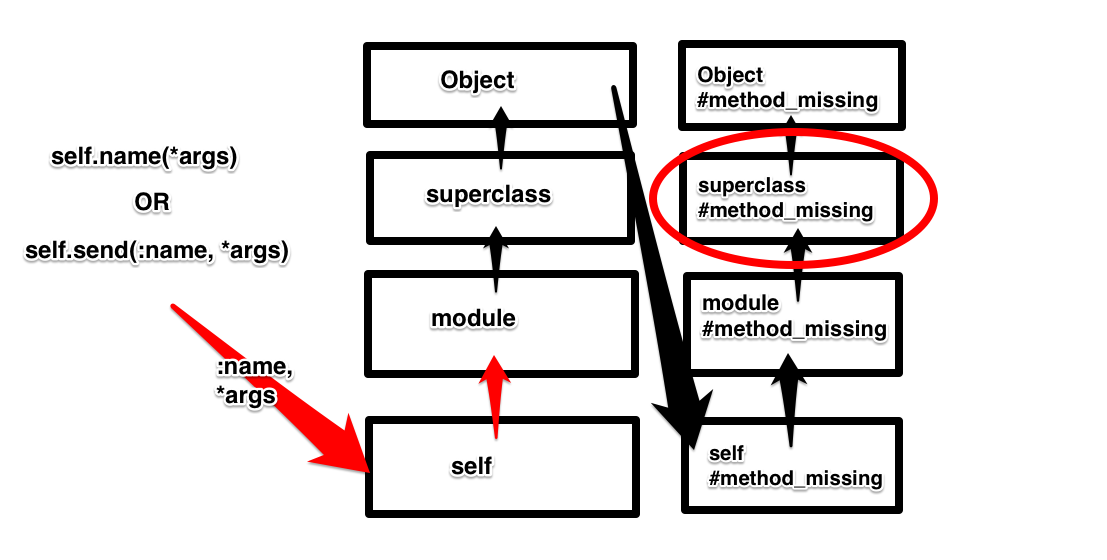 self.name(*args)
OR
self.send(:name, *args)
:name,
*args
Object
superclass
module
self
Object
#method_missing
superclass
#method_missing
module
#method_missing
self
#method_missing